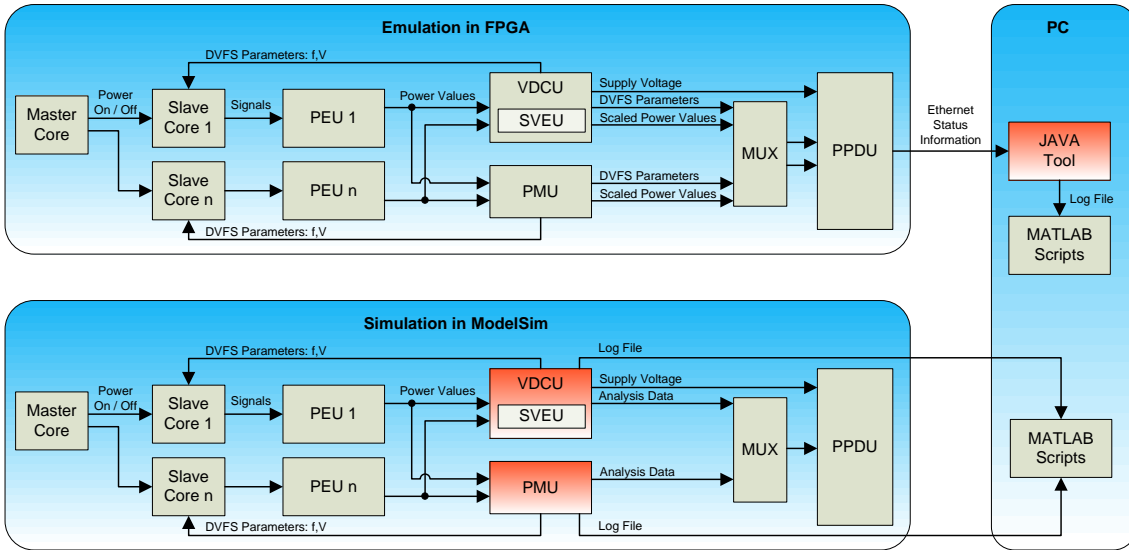 Emulation in FPGA
PC
DVFS Parameters: f,V
Power
On / Off
Master
Core
Slave
Core 1
Signals
PEU 1
Power Values
VDCU
SVEU
Supply Voltage
DVFS Parameters
Scaled Power Values
MUX
PPDU
Ethernet
Status
Information
JAVA
Tool
Log File
MATLAB
Scripts
Slave
Core n
PEU n
PMU
DVFS Parameters
Scaled Power Values
DVFS Parameters: f,V
Simulation in ModelSim
DVFS Parameters: f,V
Log File
Power
On / Off
Master
Core
Slave
Core 1
Signals
PEU 1
Power Values
VDCU
SVEU
Supply Voltage
Analysis Data
MUX
PPDU
MATLAB
Scripts
Slave
Core n
PEU n
PMU
Analysis Data
DVFS Parameters: f,V
Log File